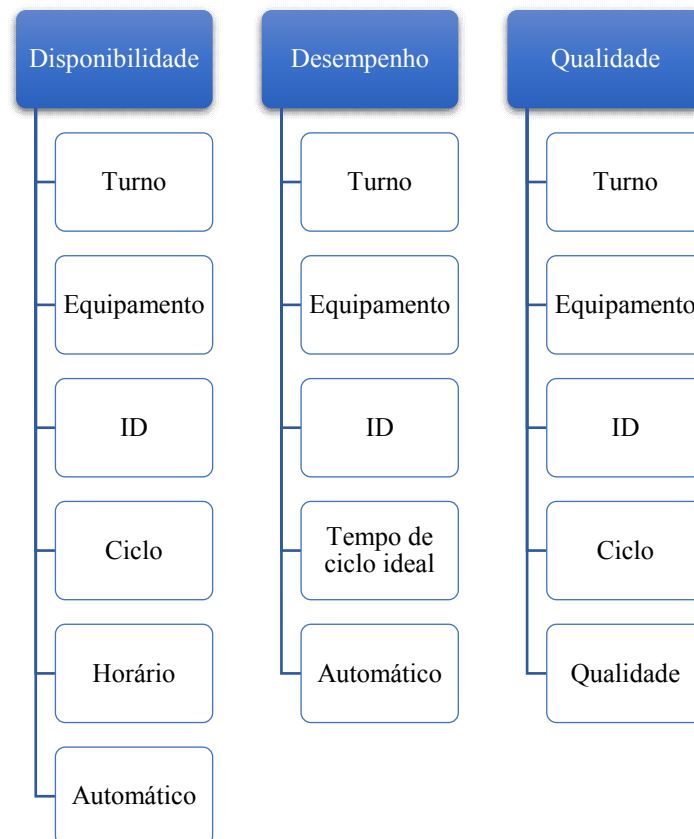 Disponibilidade
Turno
Equipamento
ID
Ciclo
Horário
Automático
Desempenho
Turno
Equipamento
ID
Tempo de
ciclo ideal
Automático
Qualidade
Turno
Equipamento
ID
Ciclo
Qualidade